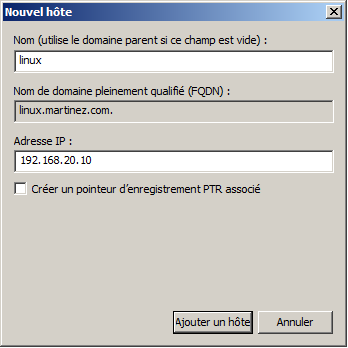 Nouvel hôte
Nom (utilise le domaine parent si ce champ est vide) :
linux
Nom de domaine pleinement qualifié (FQDN) :
linux.martinez.com.
Adresse IP :
192.168.20.10
Créer un pointeur d'enregistrement PTR associé
Ajouter un hôte
Annuler